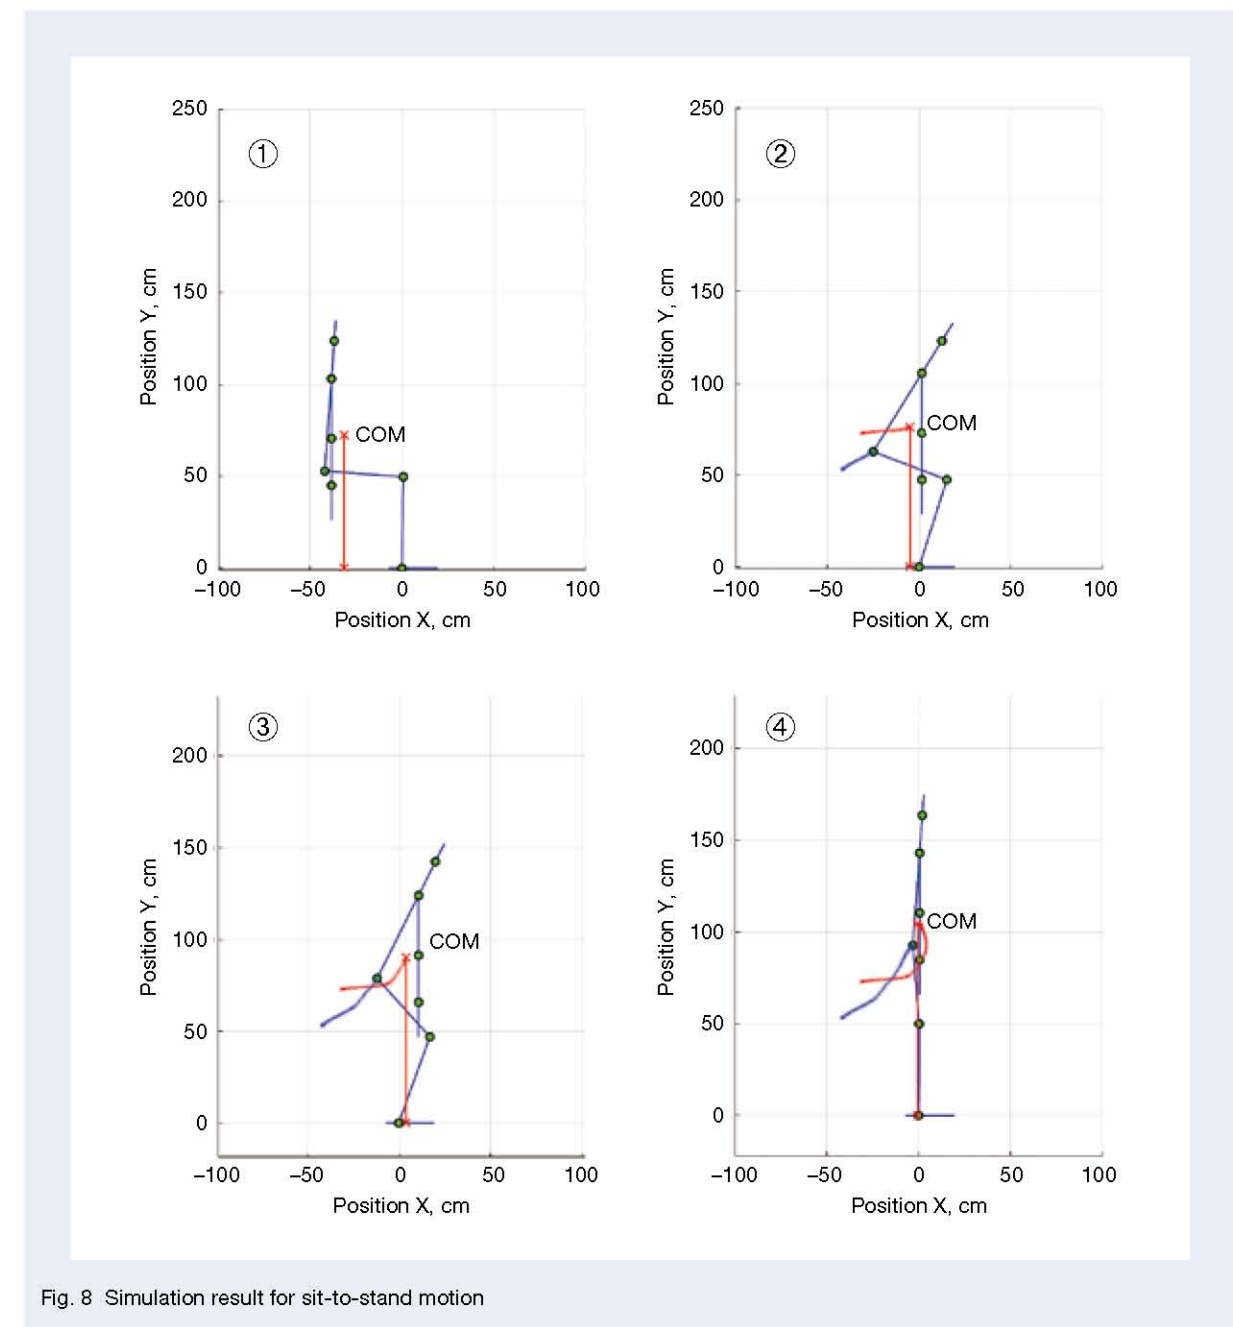 250
①
200
150
100
COM
50
0
–100 –50 0 50 100
Position X, cm
Position Y, cm
250
②
200
150
100
COM
50
0
–100 –50 0 50 100
Position X, cm
Position Y, cm
③
200
150
100
COM
50
0
–100 –50 0 50 100
Position X, cm
Position Y, cm
④
200
150
100
COM
50
0
–100 –50 0 50 100
Position X, cm
Position Y, cm
Fig. 8 Simulation result for sit-to-stand motion